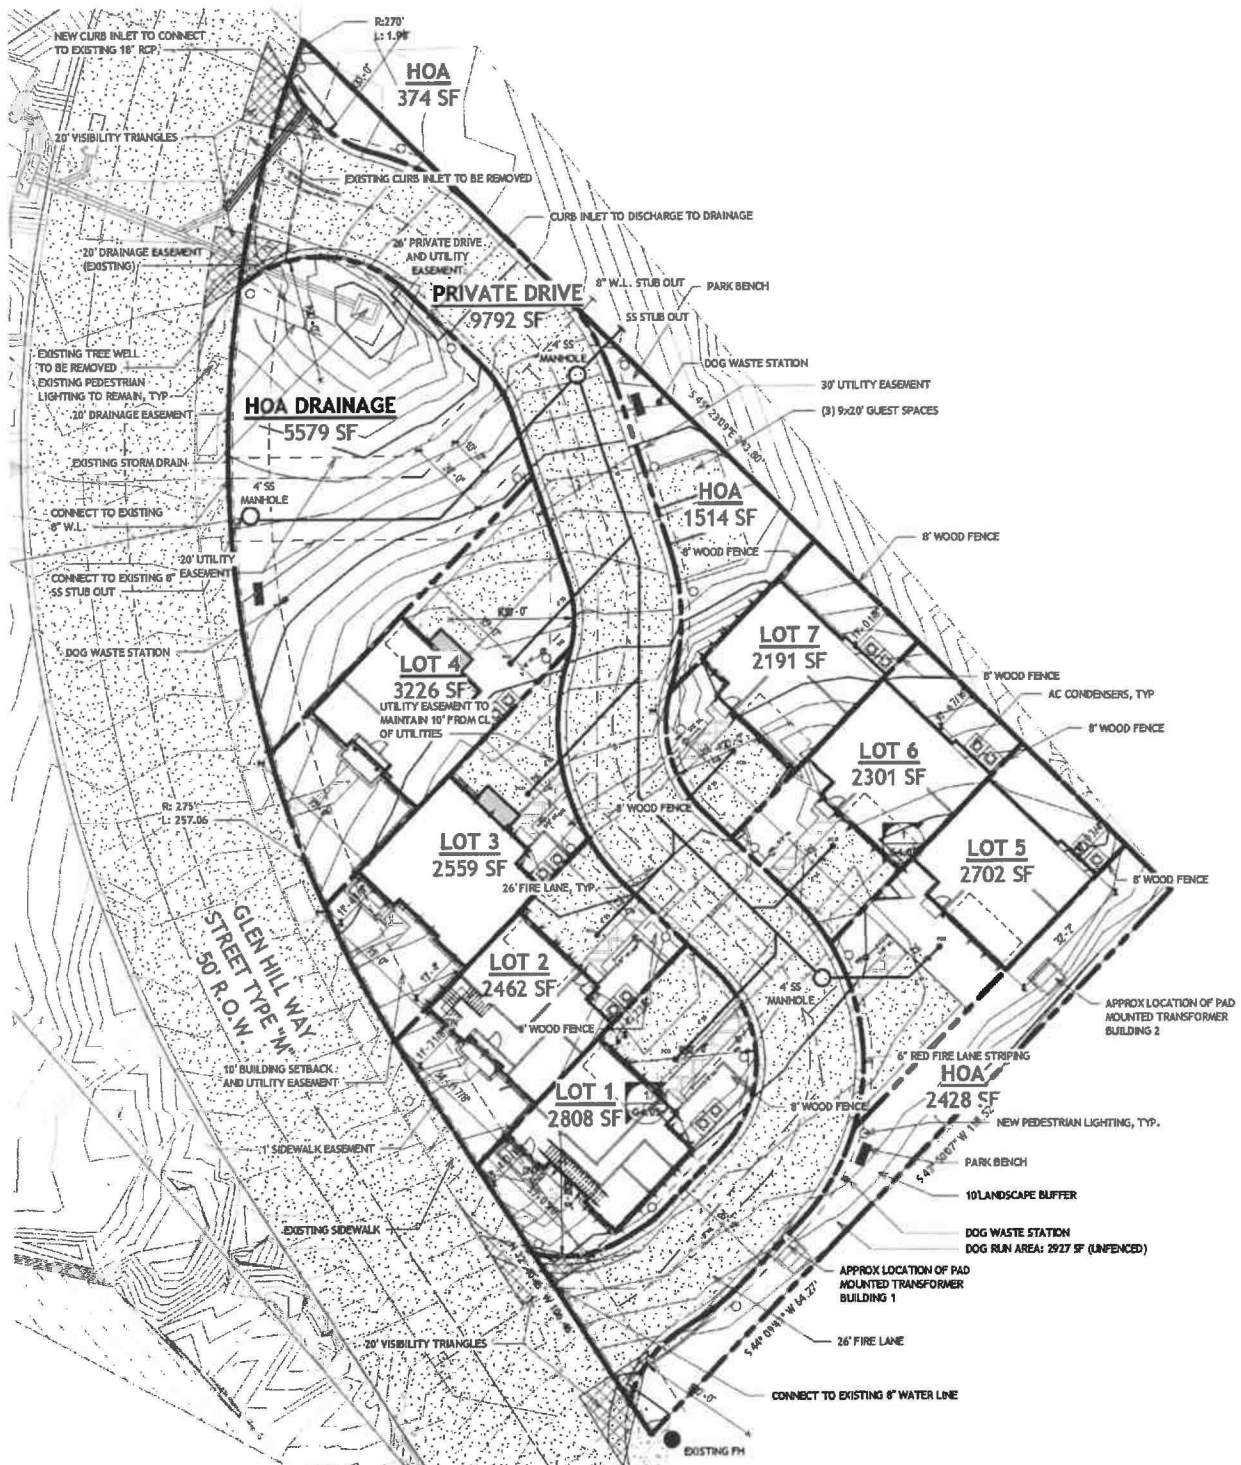 NEW CURB INLET TO CONNECT
TO EXISTING 18" RCP
R:270'
L: 1.98'
HOA
374 SF
20' VISIBILITY TRIANGLES
EXISTING CURB INLET TO BE REMOVED
CURB INLET TO DISCHARGE TO DRAINAGE
20' DRAINAGE EASEMENT
(EXISTING)
26' PRIVATE DRIVE
AND UTILITY
EASEMENT
PRIVATE DRIVE
9792 SF
8" W.L. STUB OUT
PARK BENCH
SS STUB OUT
4' SS
MANHOLE
DOG WASTE STATION
EXISTING TREE WELL
TO BE REMOVED
EXISTING PEDESTRIAN
LIGHTING TO REMAIN, TYP
30' UTILITY EASEMENT
(3) 9x20' GUEST SPACES
20' DRAINAGE EASEMENT
HOA DRAINAGE
5579 SF
EXISTING STORM DRAIN
4' SS
MANHOLE
HOA
1514 SF
CONNECT TO EXISTING
8" W.L.
8' WOOD FENCE
8' WOOD FENCE
20' UTILITY
EASEMENT
CONNECT TO EXISTING 8"
SS STUB OUT
DOG WASTE STATION
LOT 7
2191 SF
LOT 4
3226 SF
8' WOOD FENCE
AC CONDENSERS, TYP
UTILITY EASEMENT TO
MAINTAIN 10' FROM CL
OF UTILITIES
8' WOOD FENCE
LOT 6
2301 SF
R: 275'
L: 257.06
8' WOOD FENCE
LOT 3
2559 SF
LOT 5
2702 SF
26' FIRE LANE, TYP.
8' WOOD FENCE
GLEN HILL WAY
STREET TYPE "M"
50' R.O.W.
32'-2"
LOT 2
2462 SF
4' SS
MANHOLE
APPROX LOCATION OF PAD
MOUNTED TRANSFORMER
BUILDING 2
8' WOOD FENCE
6" RED FIRE LANE STRIPING
10' BUILDING SETBACK
AND UTILITY EASEMENT
HOA
2428 SF
LOT 1
2808 SF
8' WOOD FENCE
NEW PEDESTRIAN LIGHTING, TYP.
1' SIDEWALK EASEMENT
PARK BENCH
10'LANDSCAPE BUFFER
EXISTING SIDEWALK
DOG WASTE STATION
DOG RUN AREA: 2927 SF (UNFENCED)
APPROX LOCATION OF PAD
MOUNTED TRANSFORMER
BUILDING 1
S 44° 09'41" W 64.27'
20' VISIBILITY TRIANGLES
26' FIRE LANE
CONNECT TO EXISTING 8" WATER LINE
EXISTING FH